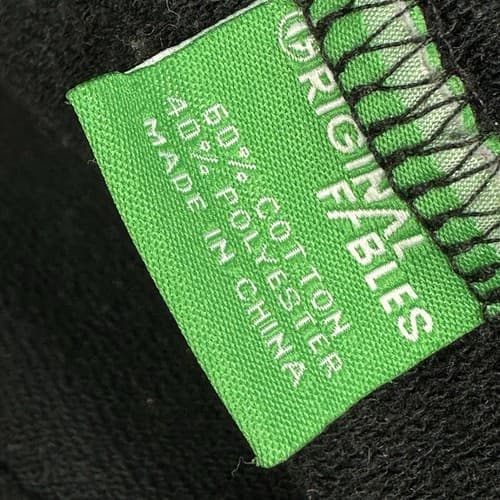 ORIGINAL
FABLES
60% COTTON
40% POLYESTER
MADE IN CHINA